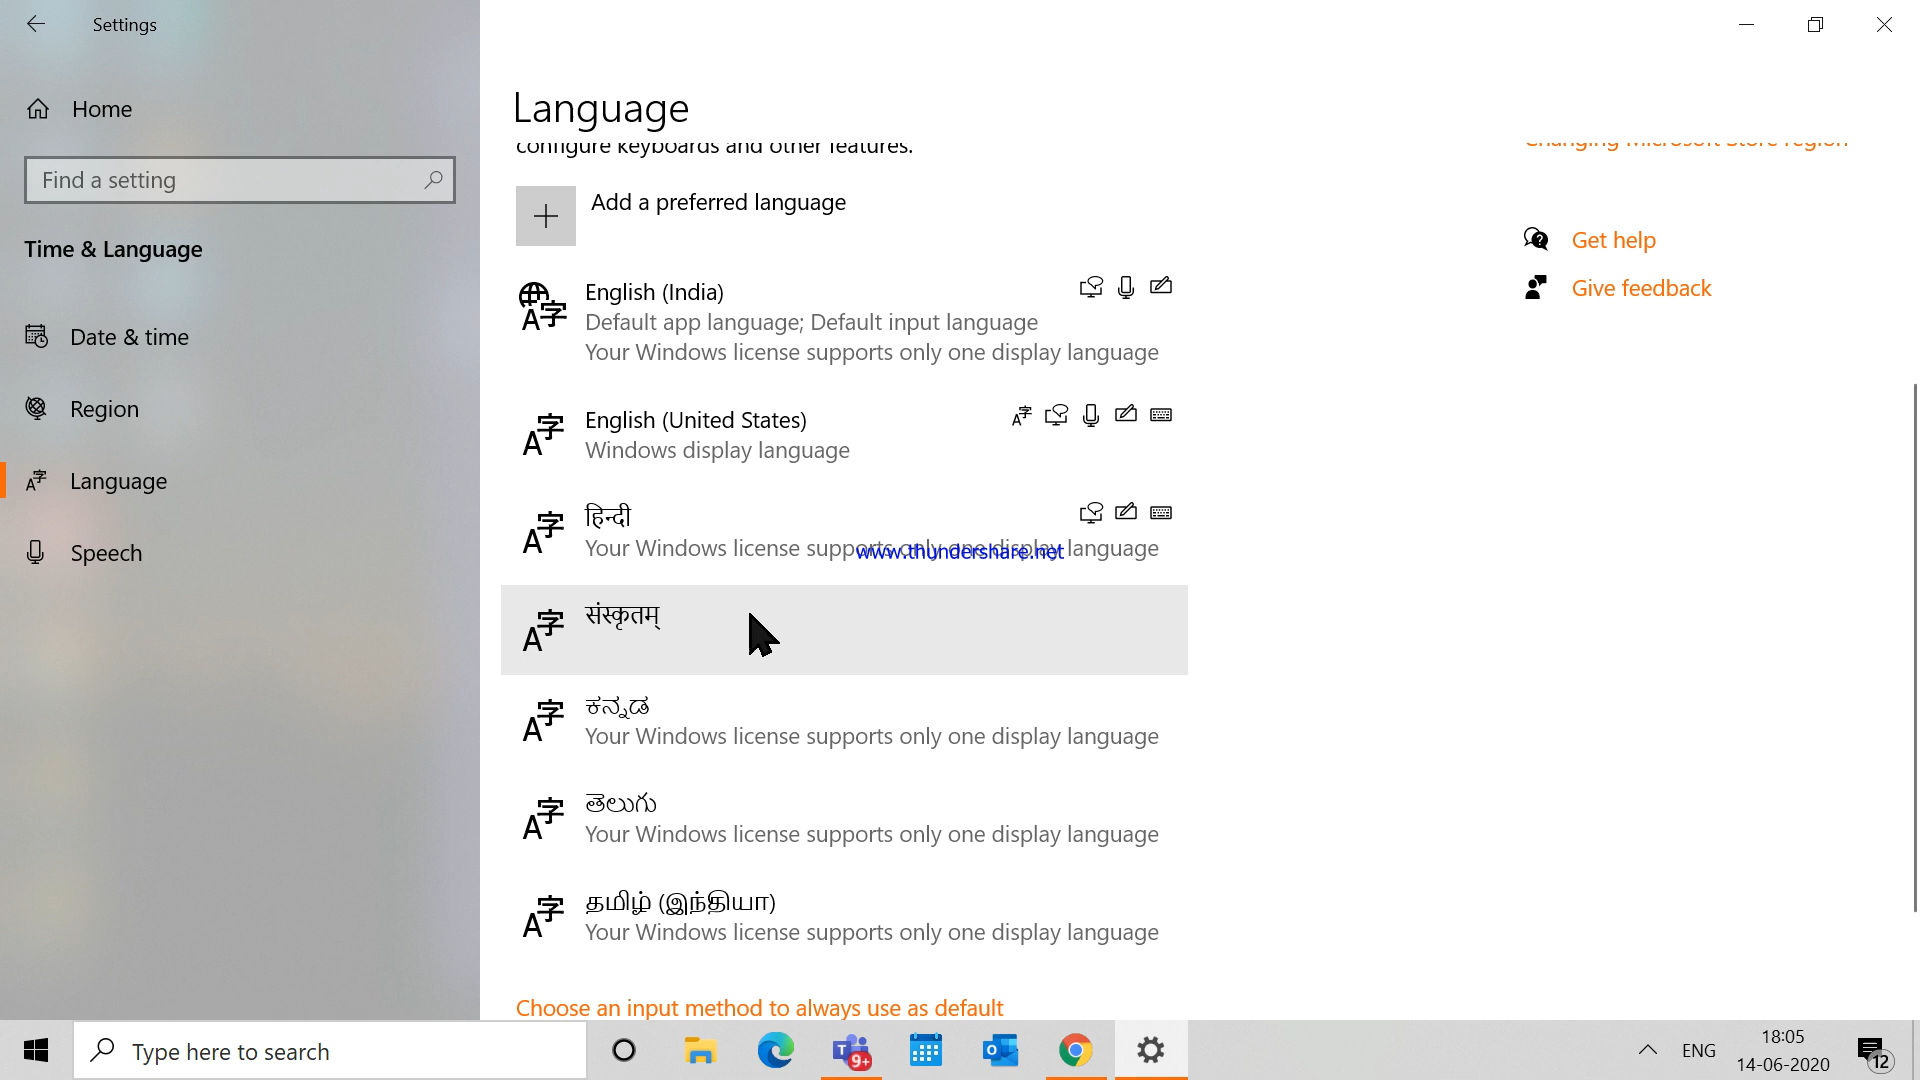 Settings
Home
Find a setting
Time & Language
Date & time
Region
Language
Speech
Language
configure keyboards and other features.
Add a preferred language
English (India)
Default app language; Default input language
Your Windows license supports only one display language
English (United States)
Windows display language
हिन्दी
Your Windows license supports only one display language
www.thundershare.net
संस्कृतम्
ಕನ್ನಡ
Your Windows license supports only one display language
తెలుగు
Your Windows license supports only one display language
தமிழ் (இந்தியா)
Your Windows license supports only one display language
Choose an input method to always use as default
Changing Microsoft Store region
Get help
Give feedback
Type here to search
9+
ENG
18:05
14-06-2020
12